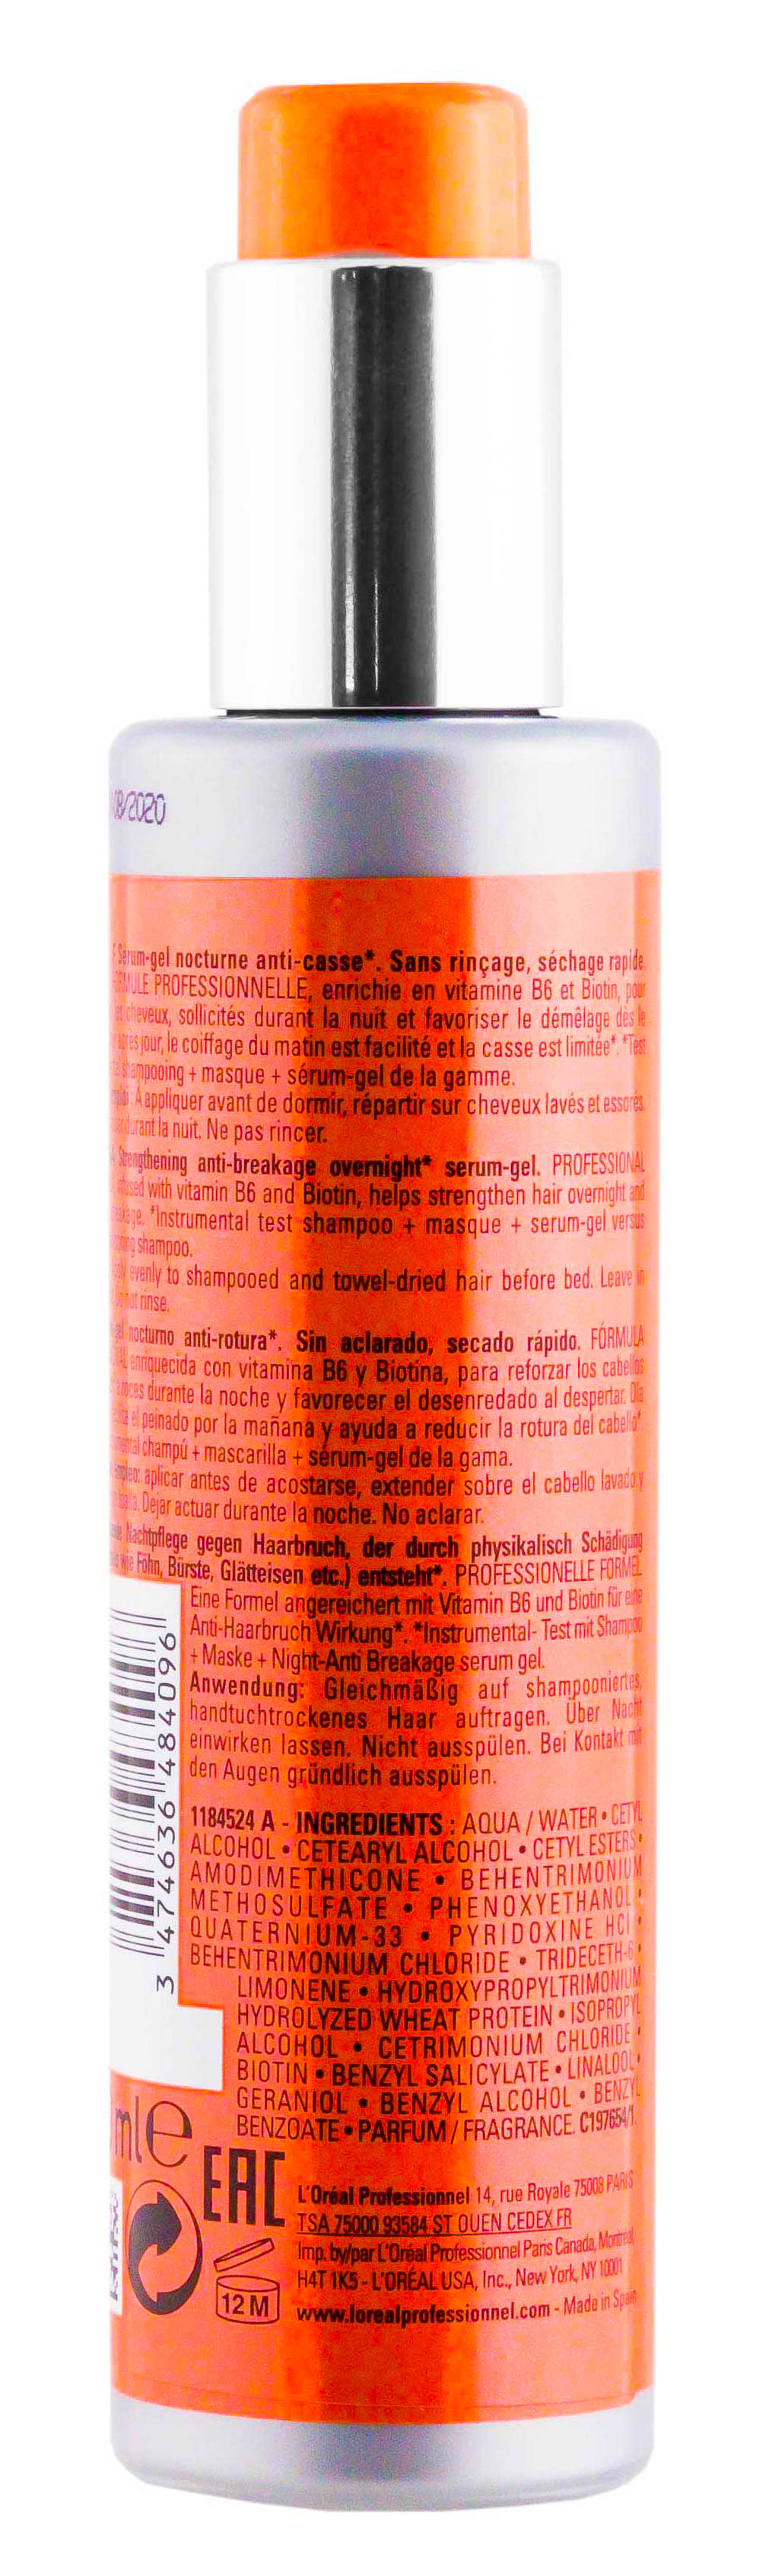 08/2020
Sérum-gel nocturne anti-casse*. Sans rinçage, séchage rapide.
FORMULE PROFESSIONNELLE, enrichie en vitamine B6 et Biotin, pour
cheveux, sollicités durant la nuit et favoriser le démêlage dès le
après jour, le coiffage du matin est facilité et la casse est limitée*. *Test
shampooing + masque + sérum-gel de la gamme.
A appliquer avant de dormir, répartir sur cheveux lavés et essorés.
durant la nuit. Ne pas rincer.
Strengthening anti-breakage overnight* serum-gel. PROFESSIONAL
infused with vitamin B6 and Biotin, helps strengthen hair overnight and
*Instrumental test shampoo + masque + serum-gel versus
shampoo.
evenly to shampooed and towel-dried hair before bed. Leave in
not rinse.
nocturno anti-rotura*. Sin aclarado, secado rápido. FÓRMULA
enriquecida con vitamina B6 y Biotina, para reforzar los cabellos
durante la noche y favorecer el desenredado al despertar. Día
el peinado por la mañana y ayuda a reducir la rotura del cabello*.
champú + mascarilla + sérum-gel de la gama.
aplicar antes de acostarse, extender sobre el cabello lavado y
Dejar actuar durante la noche. No aclarar.
Nachtpflege gegen Haarbruch, der durch physikalisch Schädigung
wie Föhn, Bürste, Glätteisen etc.) entsteht*. PROFESSIONELLE FORMEL.
Eine Formel angereichert mit Vitamin B6 und Biotin für eine
Anti-Haarbruch Wirkung*. *Instrumental- Test mit Shampoo
+ Maske + Night-Anti Breakage serum gel.
Anwendung: Gleichmäßig auf shampooniertes,
handtuchtrockenes Haar auftragen. Über Nacht
einwirken lassen. Nicht ausspülen. Bei Kontakt mit
den Augen gründlich ausspülen.
3 474636 484096
1184524 A - INGREDIENTS : AQUA / WATER • CETYL
ALCOHOL • CETEARYL ALCOHOL • CETYL ESTERS •
AMODIMETHICONE • BEHENTRIMONIUM
METHOSULFATE • PHENOXYETHANOL •
QUATERNIUM-33 • PYRIDOXINE HCl •
BEHENTRIMONIUM CHLORIDE • TRIDECETH-6 •
LIMONENE • HYDROXYPROPYLTRIMONIUM
HYDROLYZED WHEAT PROTEIN • ISOPROPYL
ALCOHOL • CETRIMONIUM CHLORIDE •
BIOTIN • BENZYL SALICYLATE • LINALOOL •
GERANIOL • BENZYL ALCOHOL • BENZYL
BENZOATE • PARFUM / FRAGRANCE. C197654/1.
ml e
EAC
12 M
L'Oréal Professionnel 14, rue Royale 75008 PARIS
TSA 75000 93584 ST OUEN CEDEX FR
Imp. by/par L'Oréal Professionnel Paris Canada, Montréal,
H4T 1K5 - L'ORÉAL USA, Inc., New York, NY 10001
www.lorealprofessionnel.com - Made in Spain